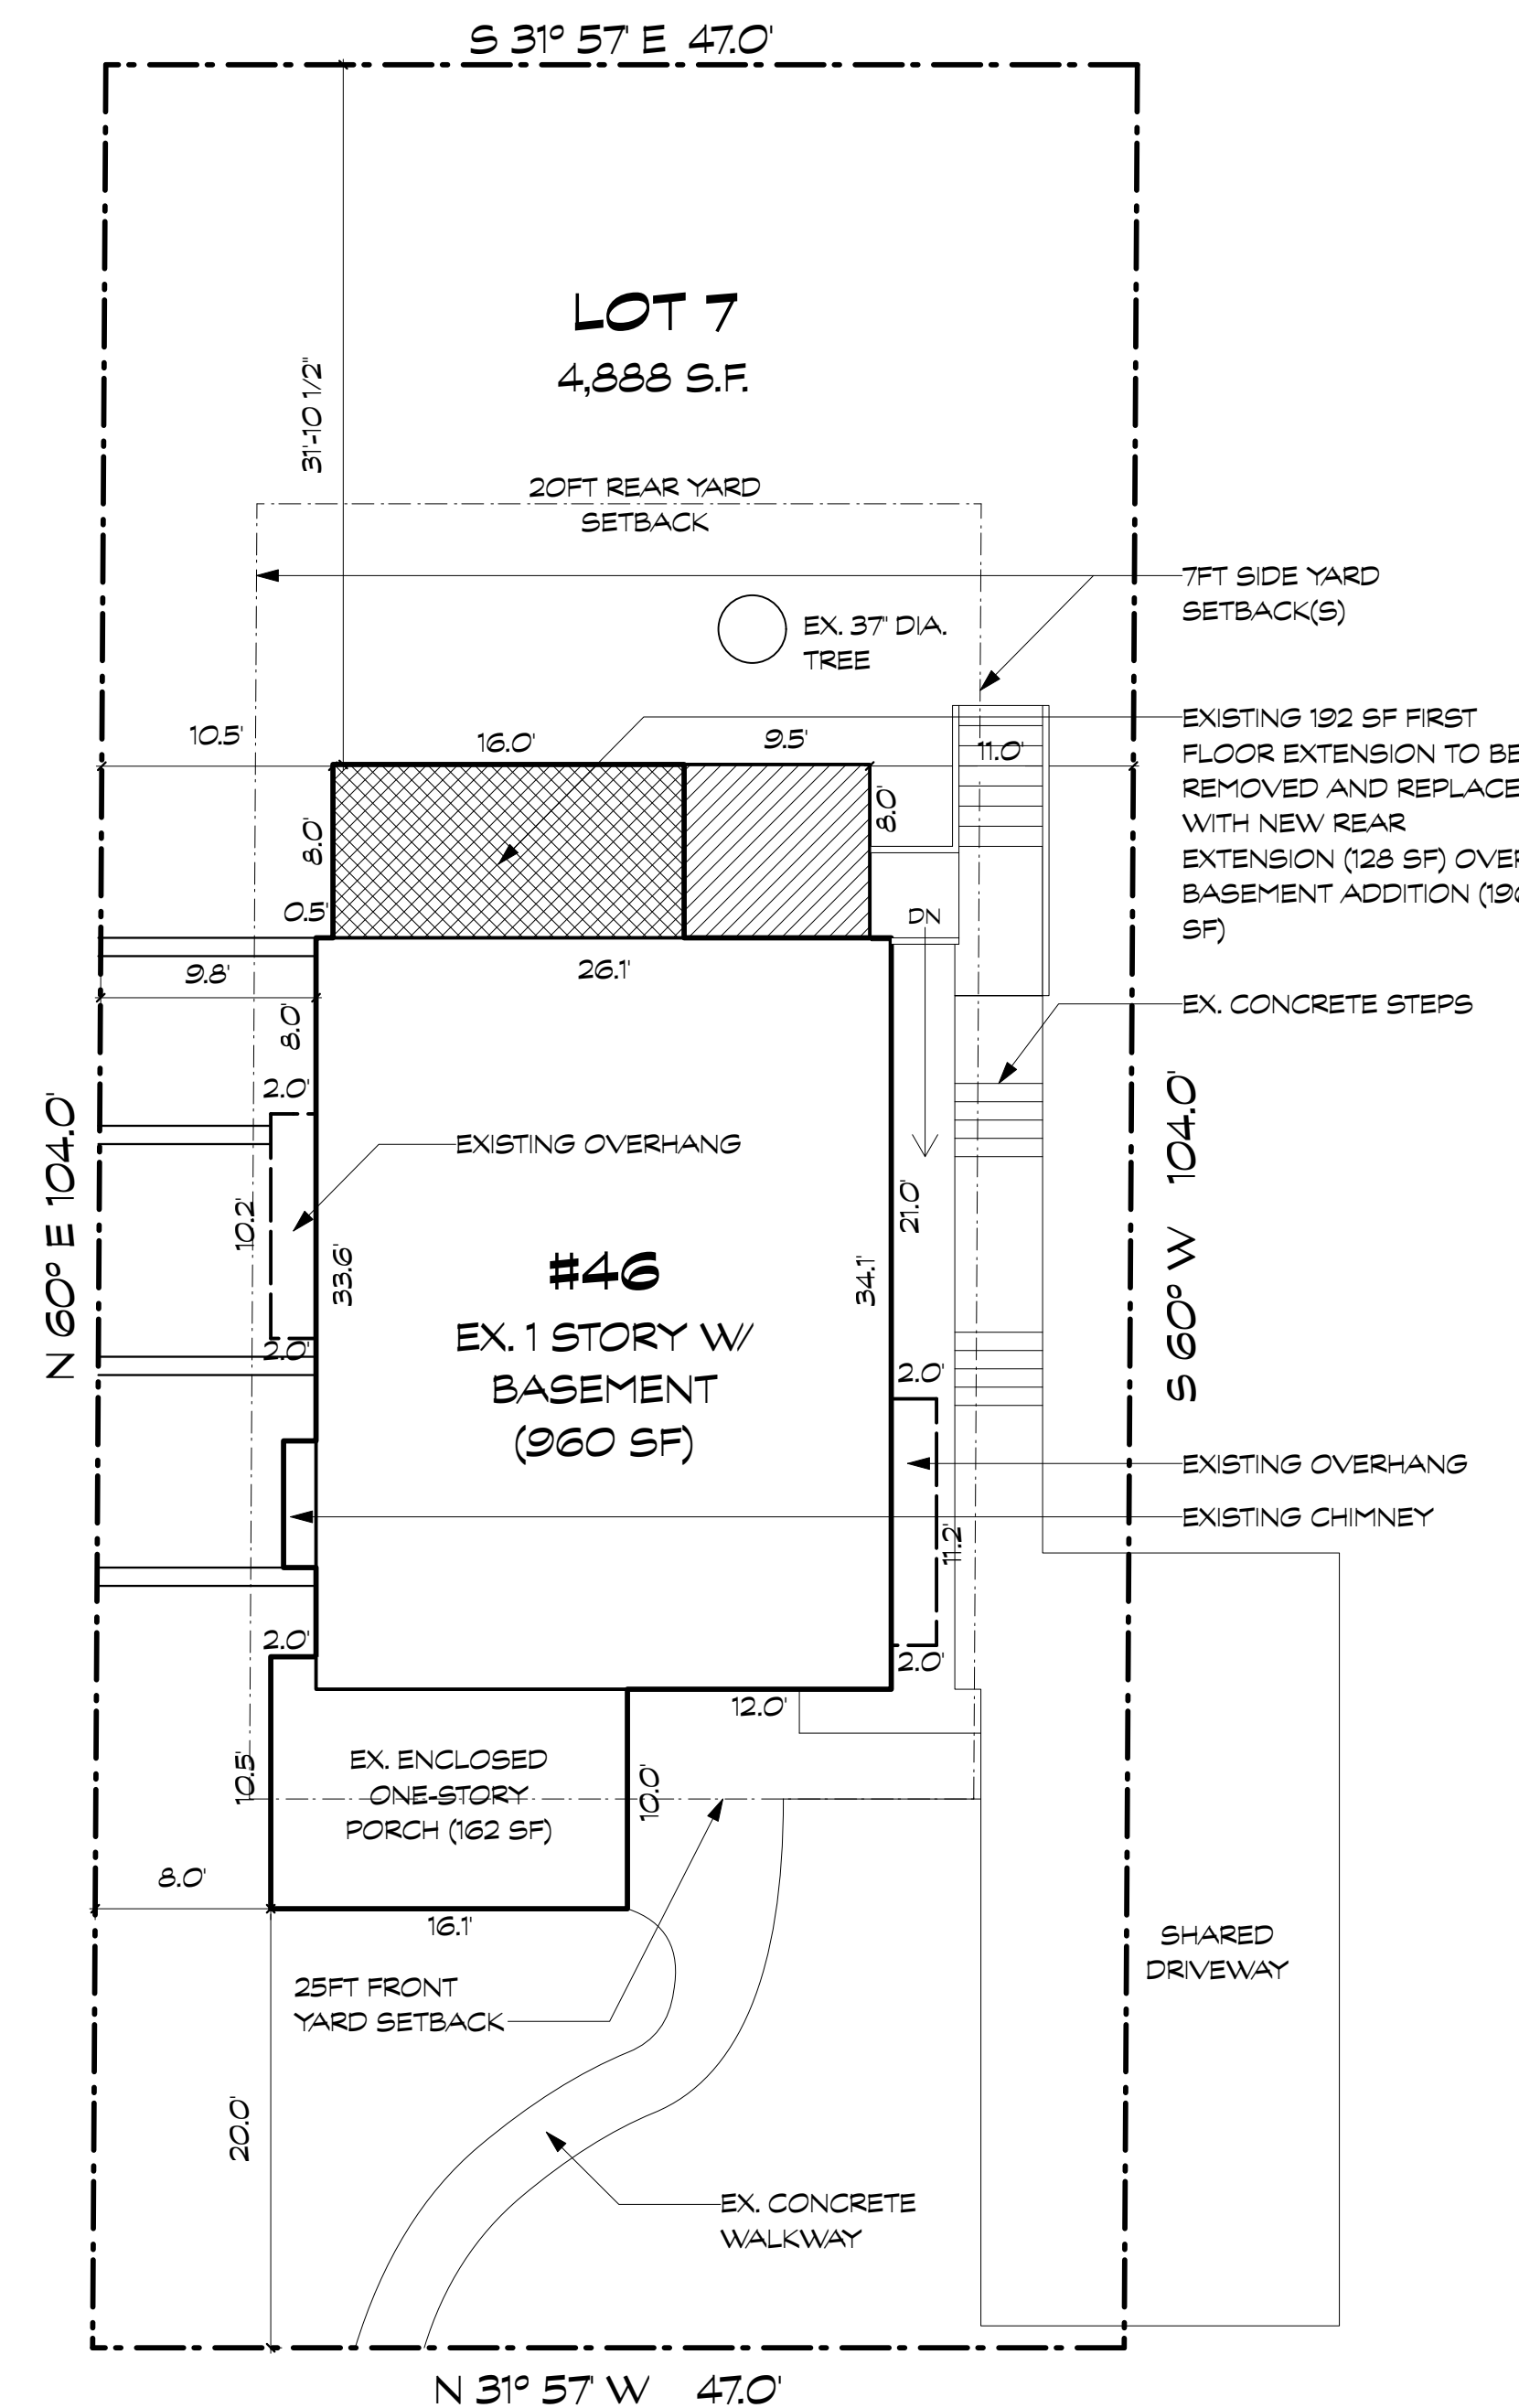 S 31° 57' E 47.0'
LOT 7
4,888 S.F.
31'-10 1/2"
20FT REAR YARD
SETBACK
7FT SIDE YARD
SETBACK(S)
EX. 37" DIA.
TREE
EXISTING 192 SF FIRST
FLOOR EXTENSION TO BE
REMOVED AND REPLACE
WITH NEW REAR
EXTENSION (128 SF) OVER
BASEMENT ADDITION (196
SF)
10.5'
16.0'
9.5'
11.0'
8.0'
8.0'
0.5'
DN
9.8'
26.1'
8.0'
EX. CONCRETE STEPS
2.0'
EXISTING OVERHANG
N 60° E 104.0'
S 60° W 104.0'
10.2'
33.6'
21.0'
34.1'
#46
EX. 1 STORY W/
BASEMENT
(960 SF)
2.0'
2.0'
EXISTING OVERHANG
EXISTING CHIMNEY
11.2'
2.0'
2.0'
12.0'
10.5'
EX. ENCLOSED
ONE-STORY
PORCH (162 SF)
10.0'
8.0'
16.1'
25FT FRONT
YARD SETBACK
SHARED
DRIVEWAY
20.0'
EX. CONCRETE
WALKWAY
N 31° 57' W 47.0'